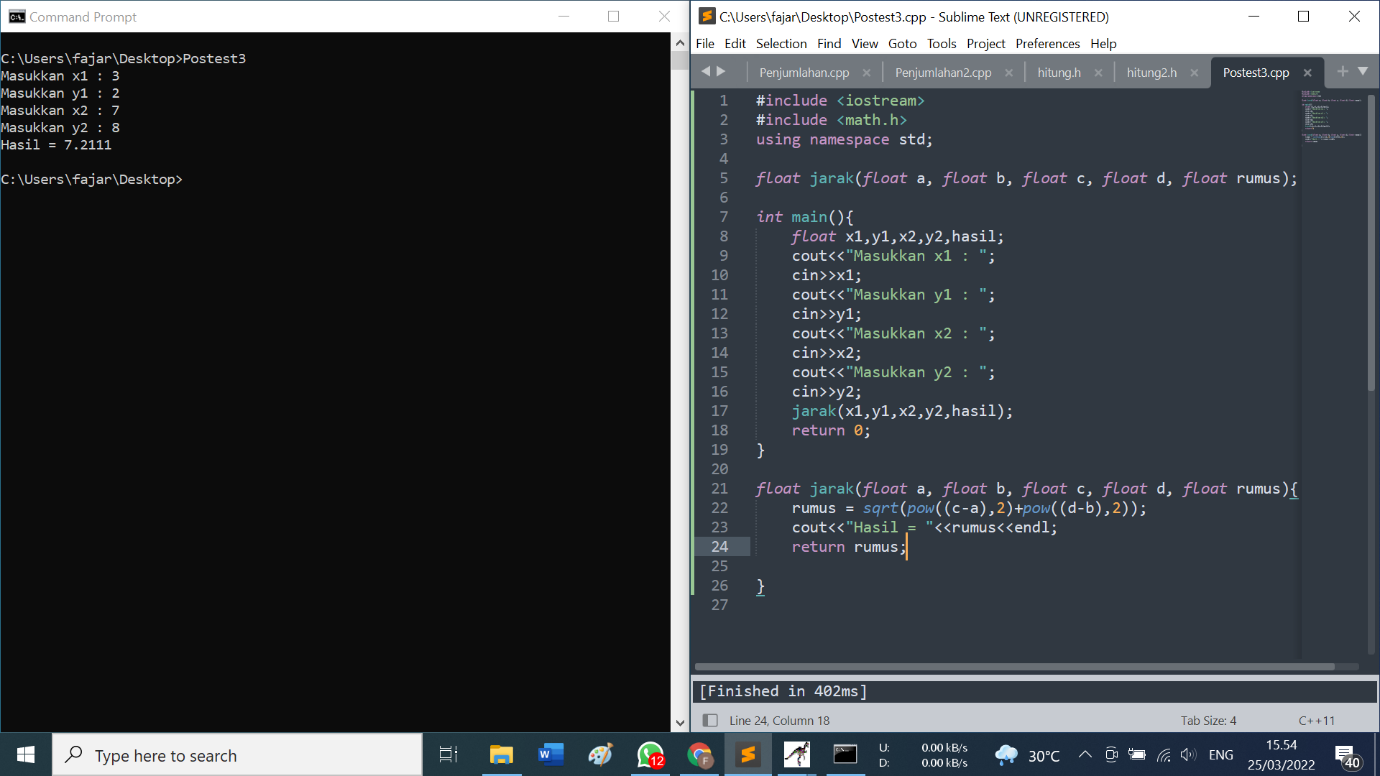 Command Prompt
C:\Users\fajar\Desktop>Postest3
Masukkan x1 : 3
Masukkan y1 : 2
Masukkan x2 : 7
Masukkan y2 : 8
Hasil = 7.2111
C:\Users\fajar\Desktop>
C:\Users\fajar\Desktop\Postest3.cpp - Sublime Text (UNREGISTERED)
File Edit Selection Find View Goto Tools Project Preferences Help
Penjumlahan.cpp Penjumlahan2.cpp hitung.h hitung2.h Postest3.cpp
1 #include <iostream>
2 #include <math.h>
3 using namespace std;
4
5 float jarak(float a, float b, float c, float d, float rumus);
6
7 int main(){
8 float x1,y1,x2,y2,hasil;
9 cout<<"Masukkan x1 : ";
10 cin>>x1;
11 cout<<"Masukkan y1 : ";
12 cin>>y1;
13 cout<<"Masukkan x2 : ";
14 cin>>x2;
15 cout<<"Masukkan y2 : ";
16 cin>>y2;
17 jarak(x1,y1,x2,y2,hasil);
18 return 0;
19 }
20
21 float jarak(float a, float b, float c, float d, float rumus){
22 rumus = sqrt(pow((c-a),2)+pow((d-b),2));
23 cout<<"Hasil = "<<rumus<<endl;
24 return rumus;
25
26 }
27
[Finished in 402ms]
Line 24, Column 18 Tab Size: 4 C++11
Type here to search
12
F
U: 0.00 kB/s
D: 0.00 kB/s
30°C
ENG
15.54
25/03/2022
40